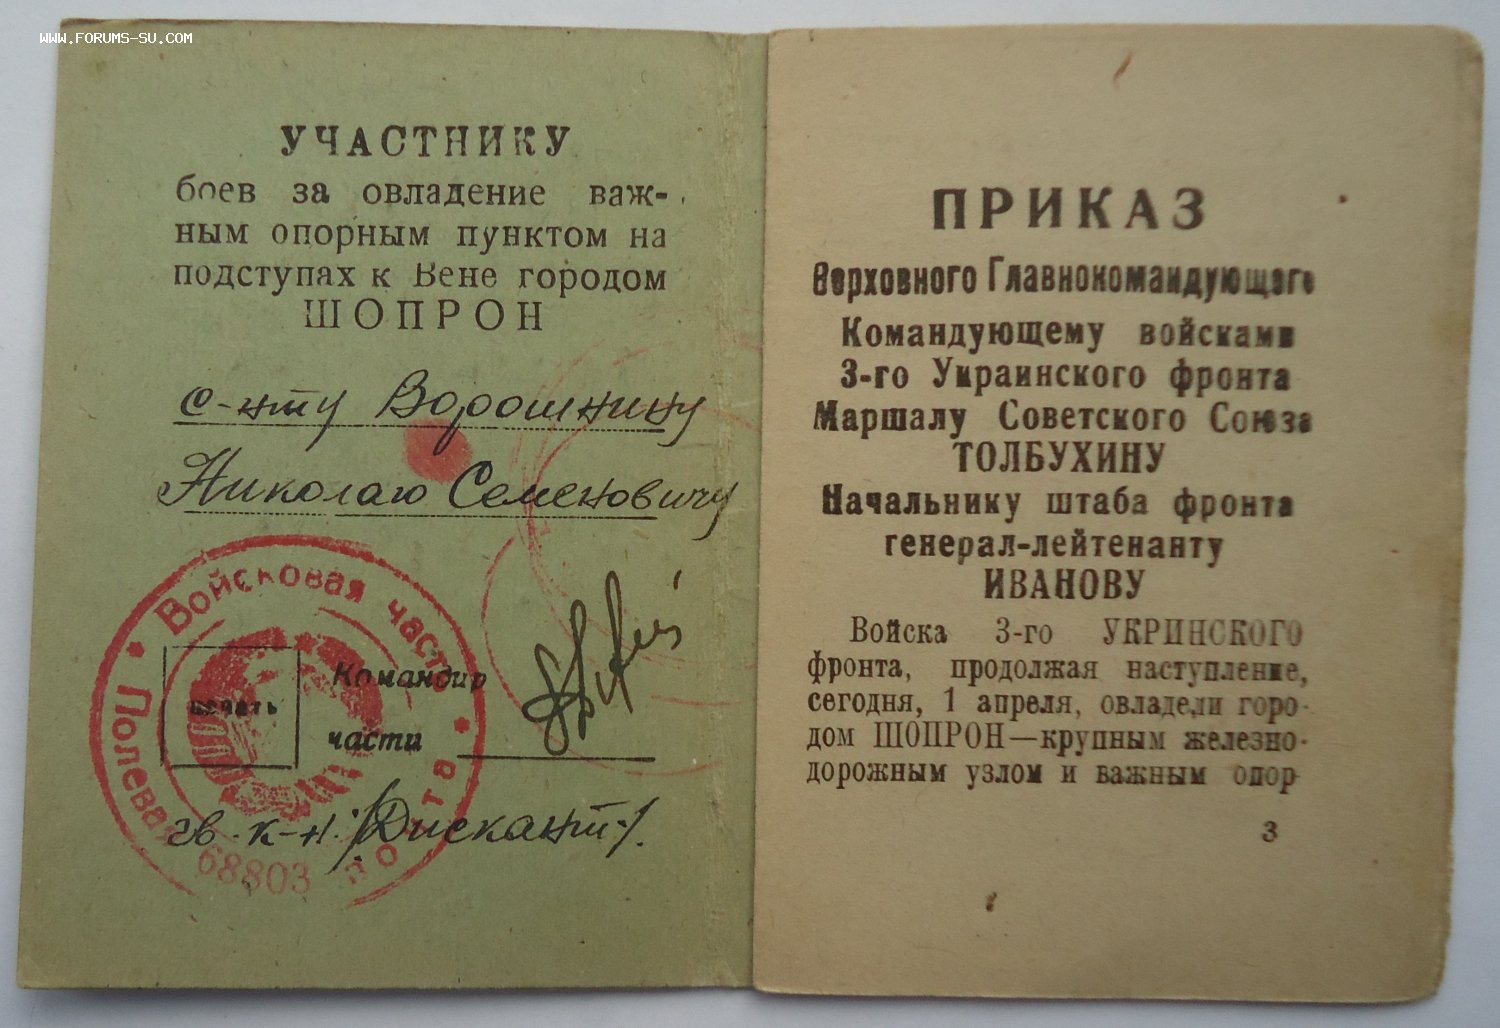 WWW.FORUMS-SU.COM
УЧАСТНИКУ
боев за овладение важ-
ным опорным пунктом на
подступах к Вене городом
ШОПРОН
с-нту Ворошнину
Николаю Семеновичу
Войсковая часть
Полевая почта
68803
печать
Командир
части
гв. к-н /Дискант/.
ПРИКАЗ
Верховного Главнокомандующего
Командующему войсками
3-го Украинского фронта
Маршалу Советского Союза
ТОЛБУХИНУ
Начальнику штаба фронта
генерал-лейтенанту
ИВАНОВУ
Войска 3-го УКРИНСКОГО
фронта, продолжая наступление,
сегодня, 1 апреля, овладели горо-
дом ШОПРОН—крупным железно-
дорожным узлом и важным опор-
3